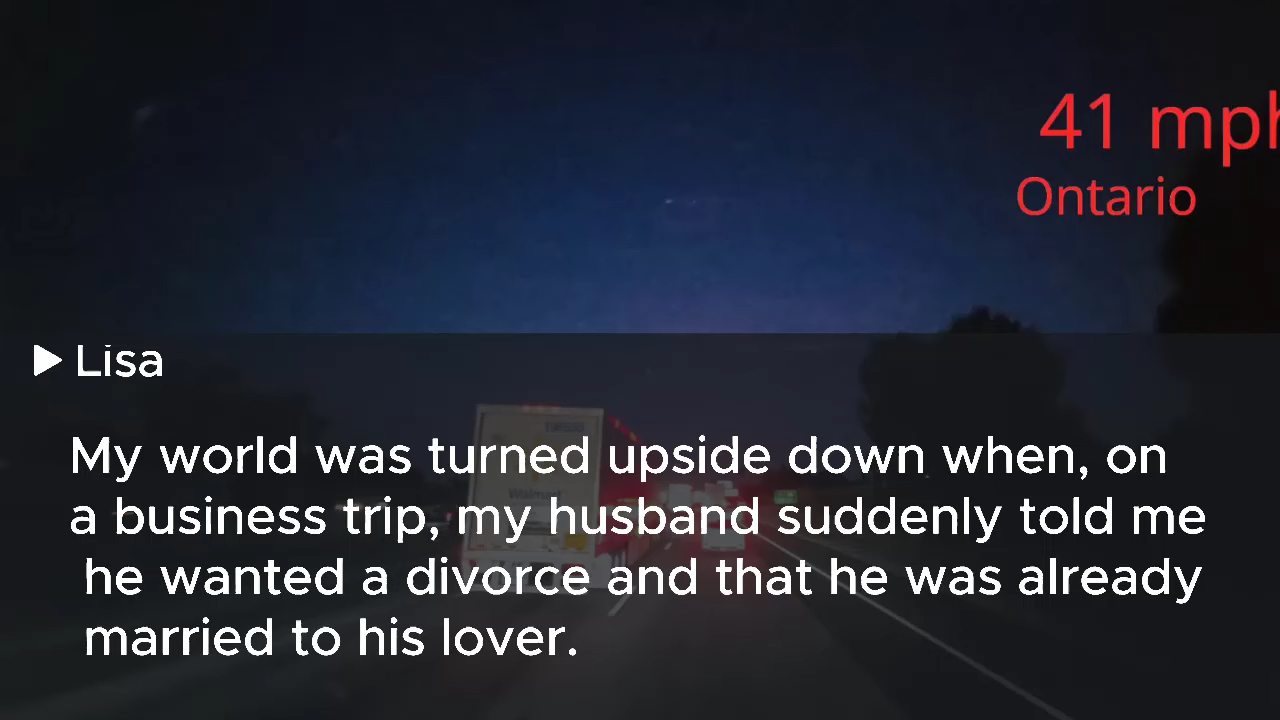 41 mph
Ontario
Lisa
My world was turned upside down when, on
a business trip, my husband suddenly told me
he wanted a divorce and that he was already
married to his lover.
Walmart